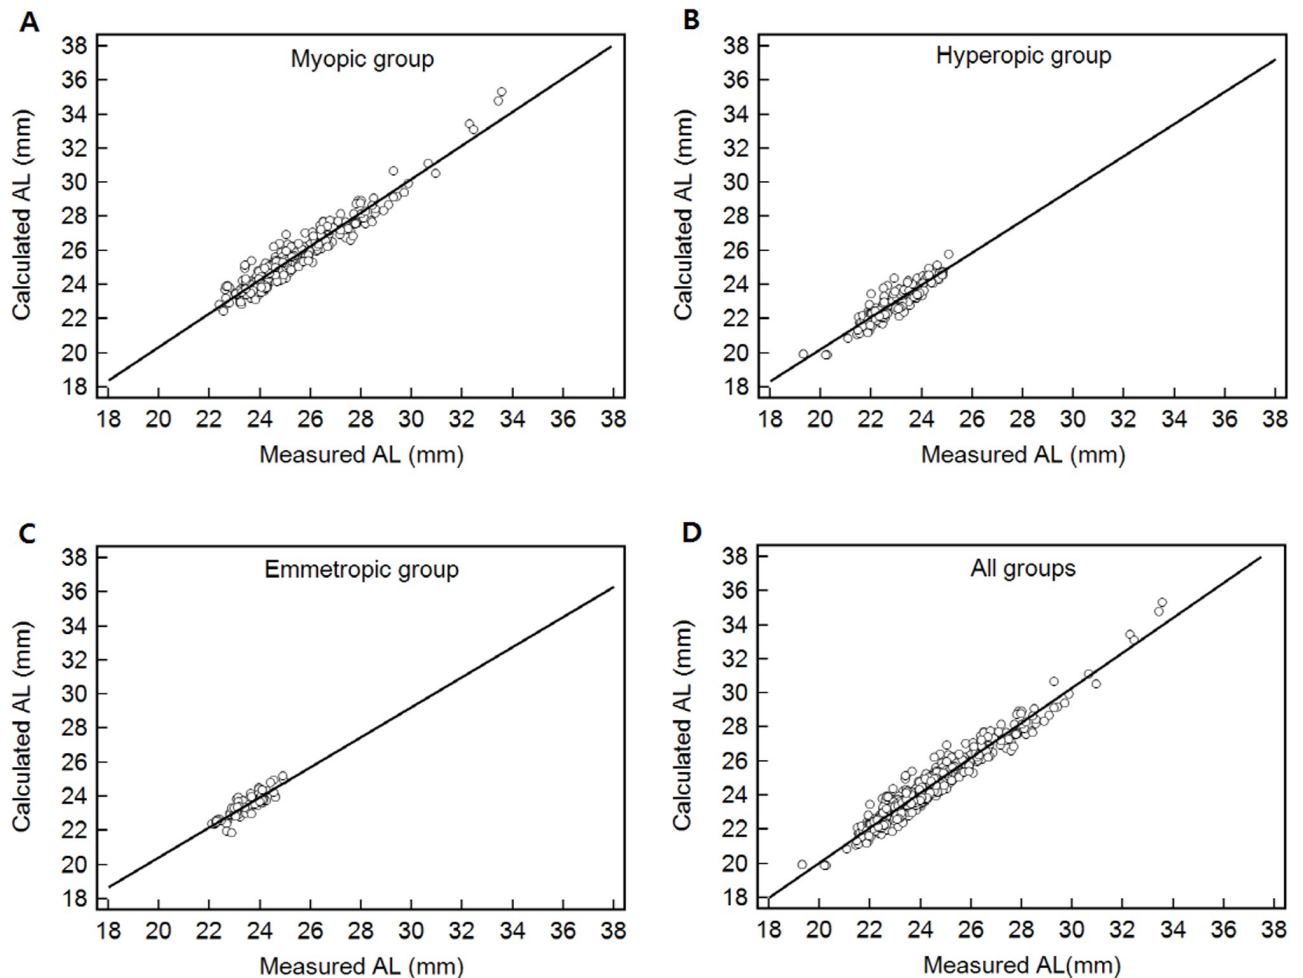 A
Myopic group
Calculated AL (mm)
38
36
34
32
30
28
26
24
22
20
18
18 20 22 24 26 28 30 32 34 36 38
Measured AL (mm)
B
Hyperopic group
Calculated AL (mm)
38
36
34
32
30
28
26
24
22
20
18
18 20 22 24 26 28 30 32 34 36 38
Measured AL (mm)
C
Emmetropic group
Calculated AL (mm)
38
36
34
32
30
28
26
24
22
20
18
18 20 22 24 26 28 30 32 34 36 38
Measured AL (mm)
D
All groups
Calculated AL (mm)
38
36
34
32
30
28
26
24
22
20
18
18 20 22 24 26 28 30 32 34 36 38
Measured AL(mm)